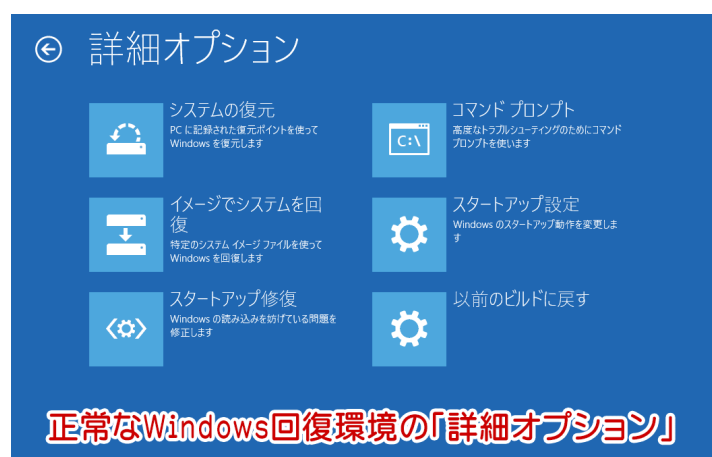 詳細オプション
システムの復元
PC に記録された復元ポイントを使って
Windows を復元します
コマンド プロンプト
高度なトラブルシューティングのためにコマンド
プロンプトを使います
C:\
イメージでシステムを回
復
特定のシステム イメージ ファイルを使って
Windows を回復します
スタートアップ設定
Windows のスタートアップ動作を変更しま
す
スタートアップ修復
Windows の読み込みを妨げている問題を
修正します
以前のビルドに戻す
正常なWindows回復環境の「詳細オプション」